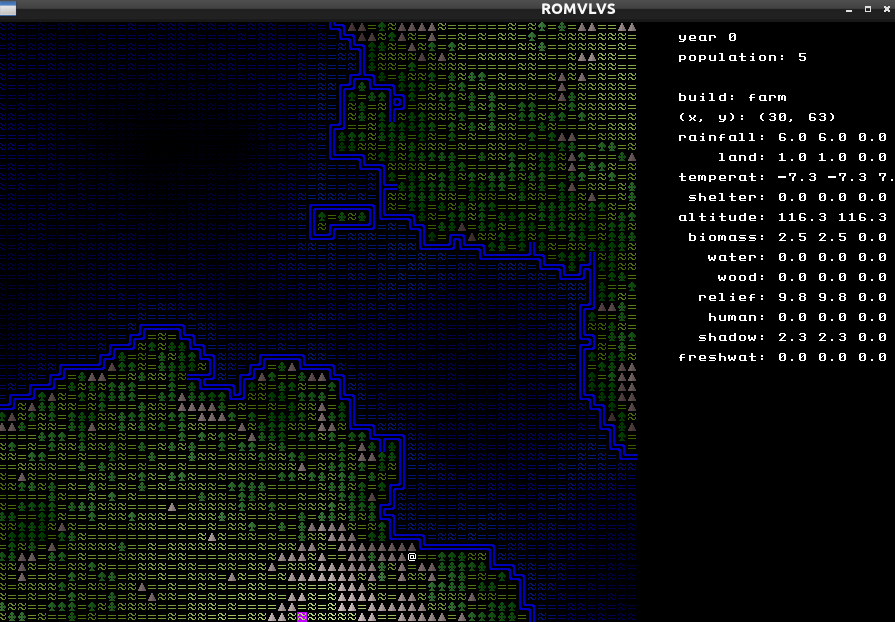 ROMVLVS
year 0
population: 5
build: farm
(x, y): (30, 63)
rainfall: 6.0 6.0 0.0
land: 1.0 1.0 0.0
temperat: -7.3 -7.3 7.
shelter: 0.0 0.0 0.0
altitude: 116.3 116.3
biomass: 2.5 2.5 0.0
water: 0.0 0.0 0.0
wood: 0.0 0.0 0.0
relief: 9.8 9.8 0.0
human: 0.0 0.0 0.0
shadow: 2.3 2.3 0.0
freshwat: 0.0 0.0 0.0